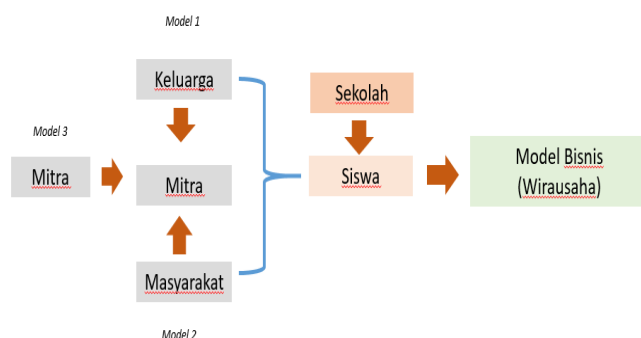 Model 1
Keluarga
Sekolah
Model 3
Mitra
Mitra
Siswa
Model Bisnis
(Wirausaha)
Masyarakat
Model 2